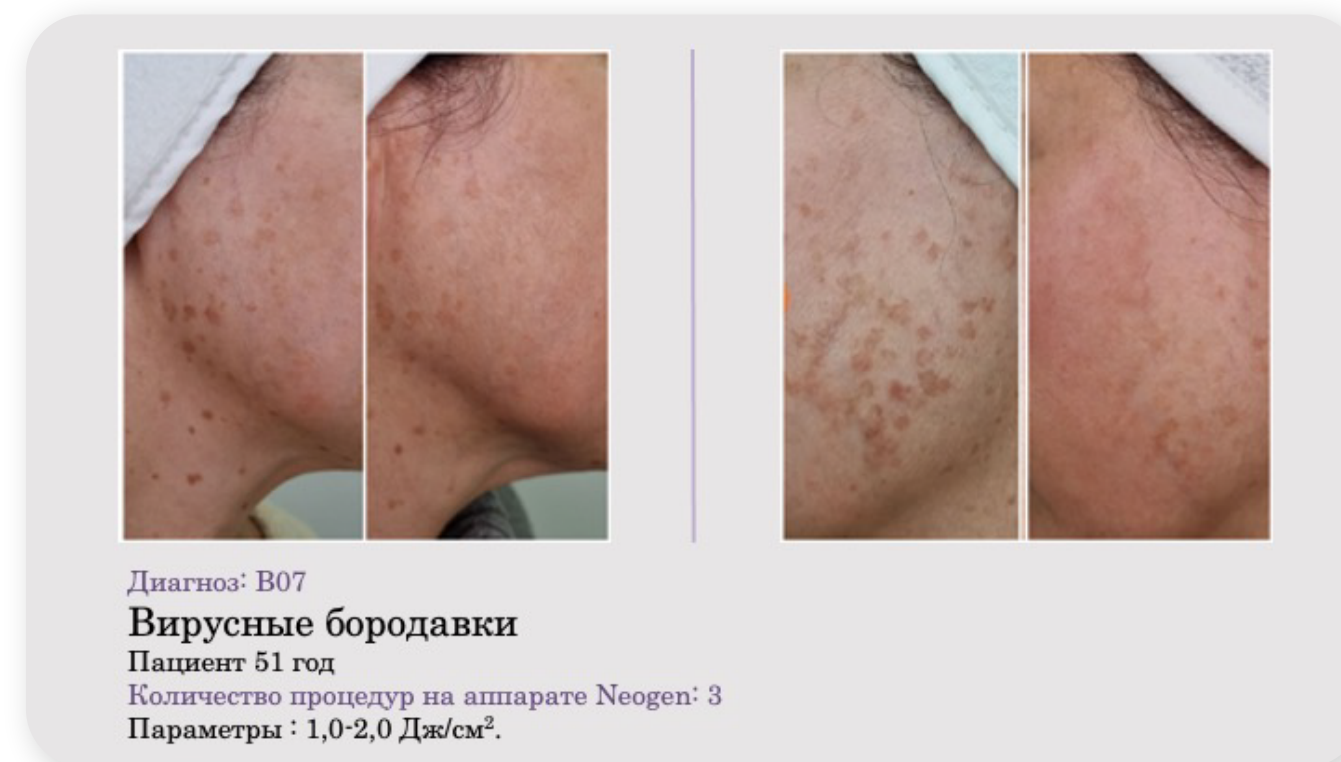 Диагноз: B07
Вирусные бородавки
Пациент 51 год
Количество процедур на аппарате Neogen: 3
Параметры : 1,0-2,0 Дж/см².